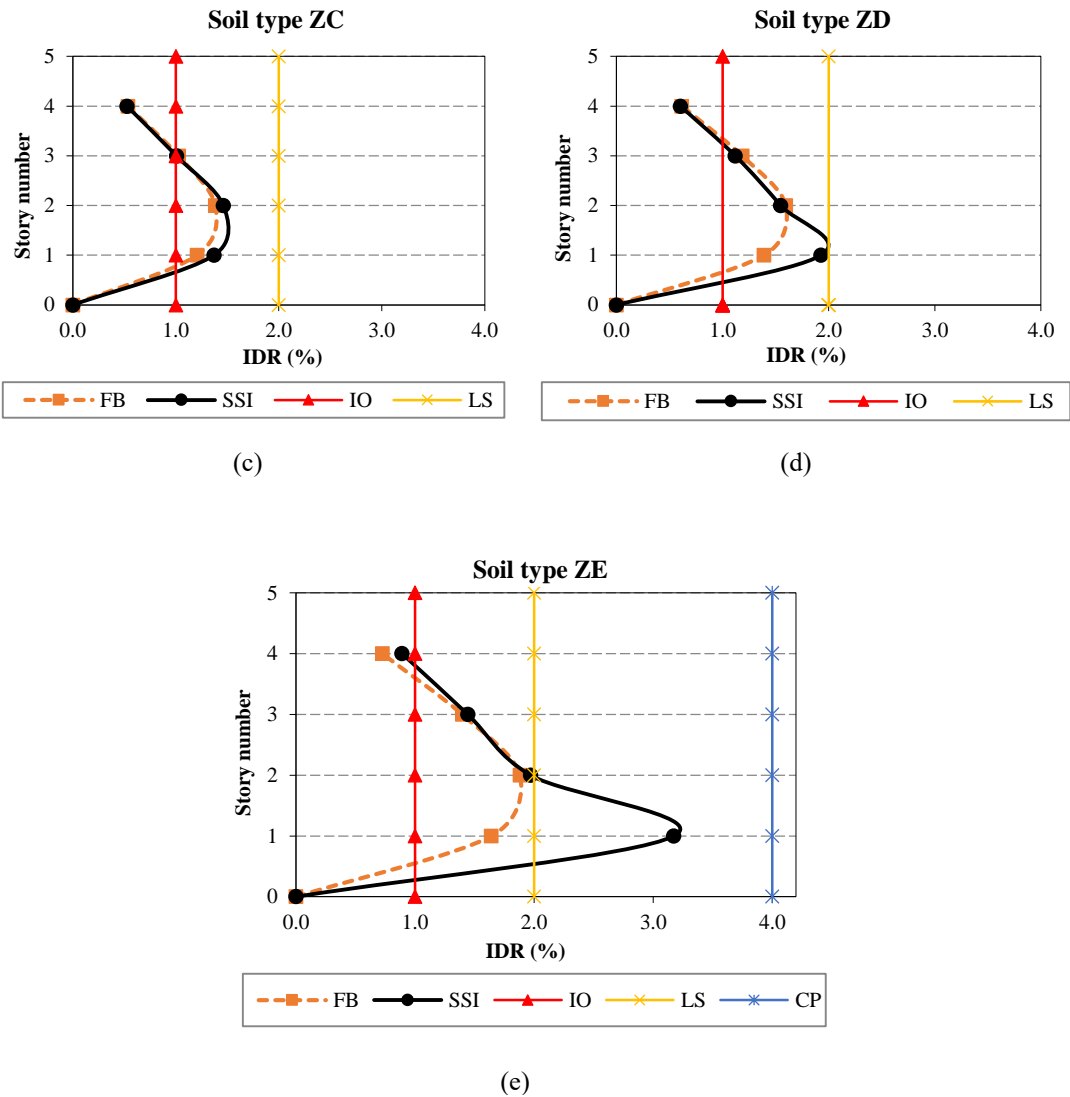 Soil type ZC
5
4
3
2
1
0
Story number
0.0 1.0 2.0 3.0 4.0
IDR (%)
FB SSI IO LS
(c)
Soil type ZD
5
4
3
2
1
0
Story number
0.0 1.0 2.0 3.0 4.0
IDR (%)
FB SSI IO LS
(d)
Soil type ZE
5
4
3
2
1
0
Story number
0.0 1.0 2.0 3.0 4.0
IDR (%)
FB SSI IO LS CP
(e)